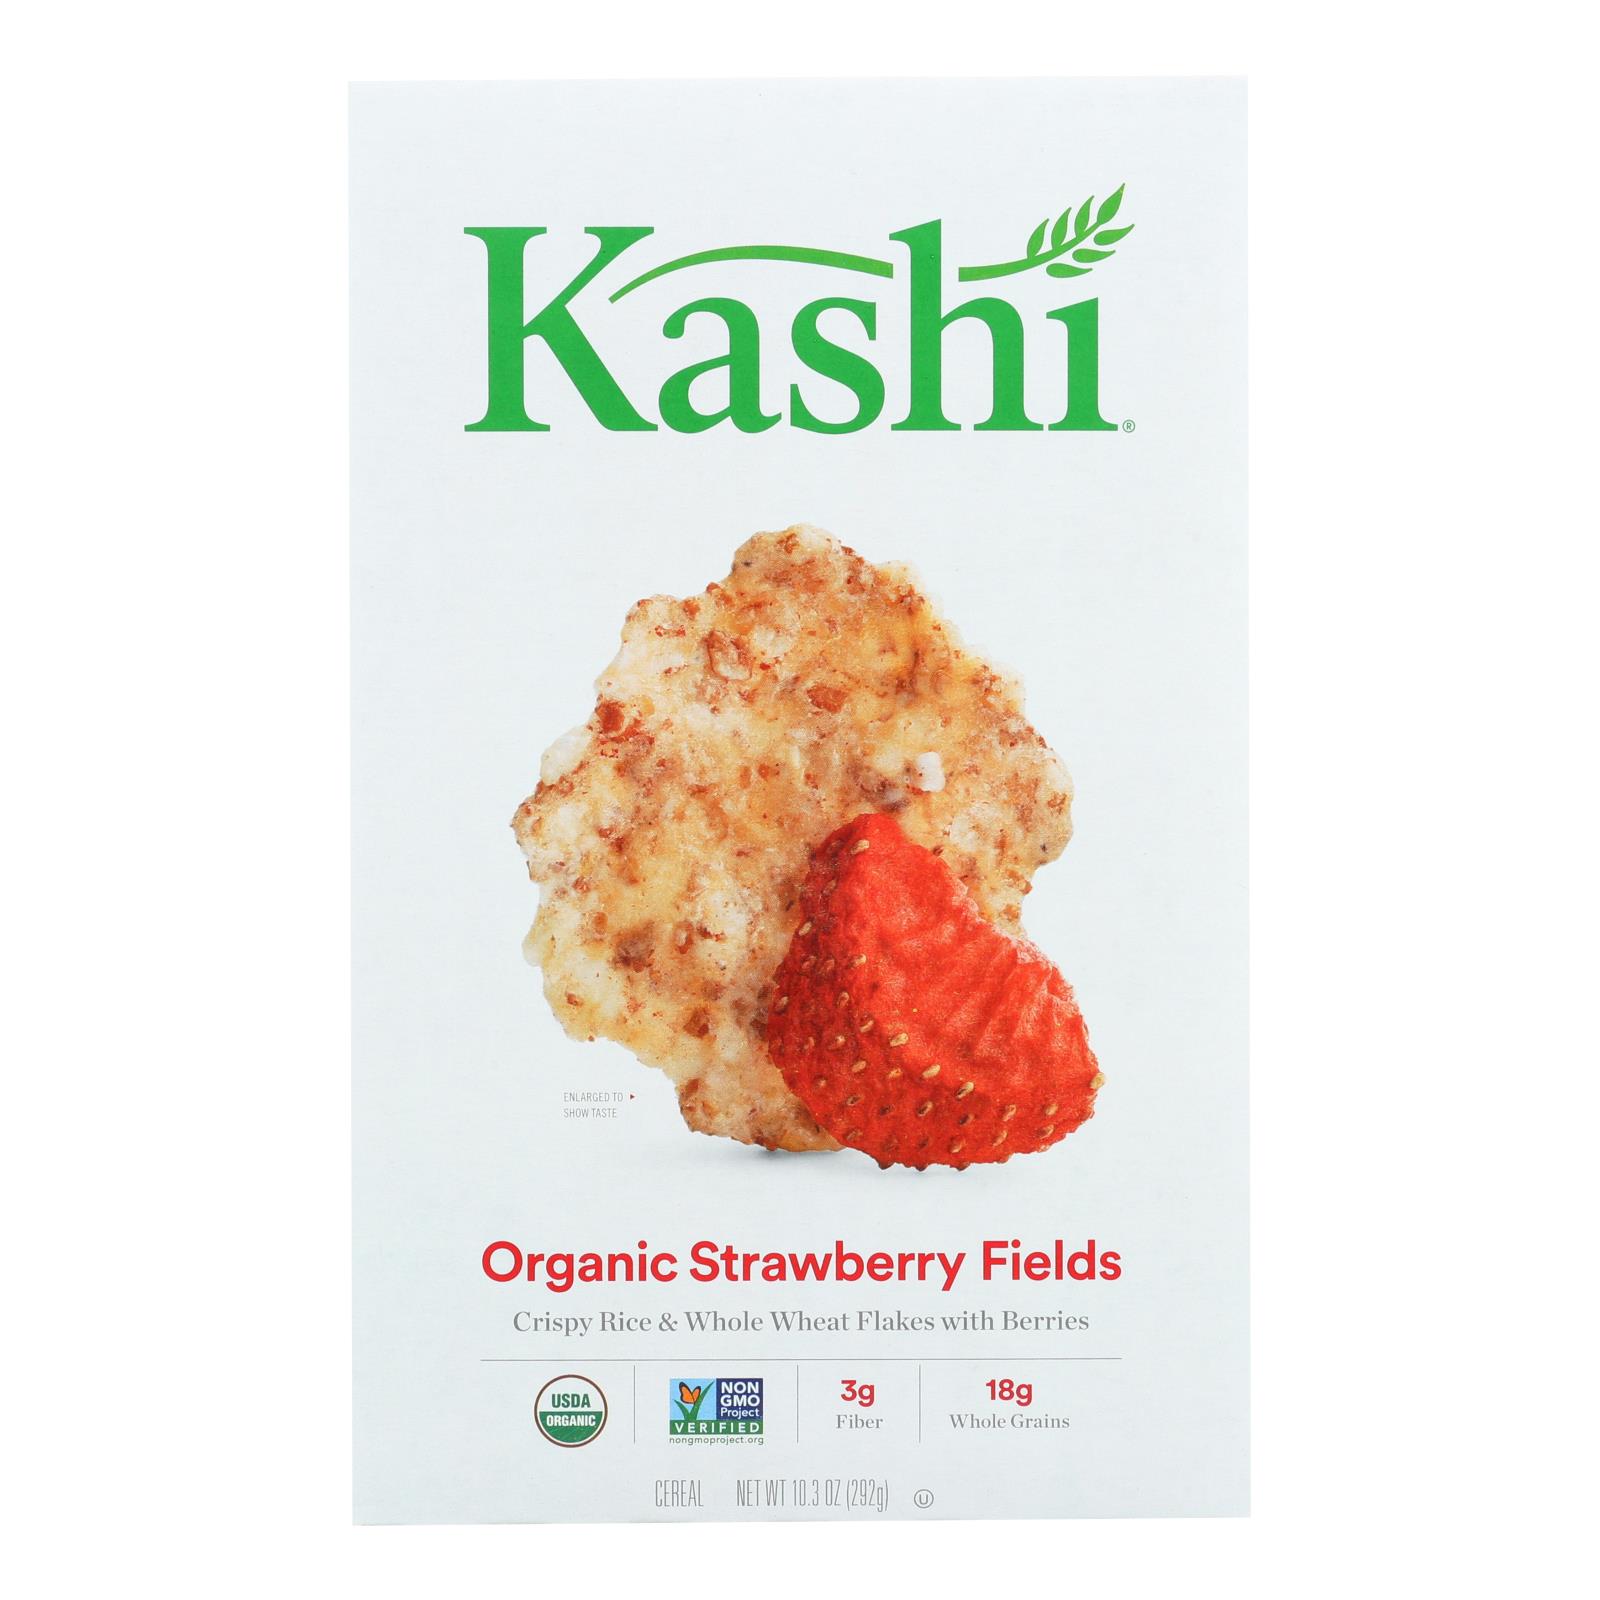 Kashi®
ENLARGED TO
SHOW TASTE
Organic Strawberry Fields
Crispy Rice & Whole Wheat Flakes with Berries
USDA
ORGANIC
NON
GMO
Project
VERIFIED
nongmoproject.org
3g
Fiber
18g
Whole Grains
CEREAL NET WT 10.3 OZ (292g) U